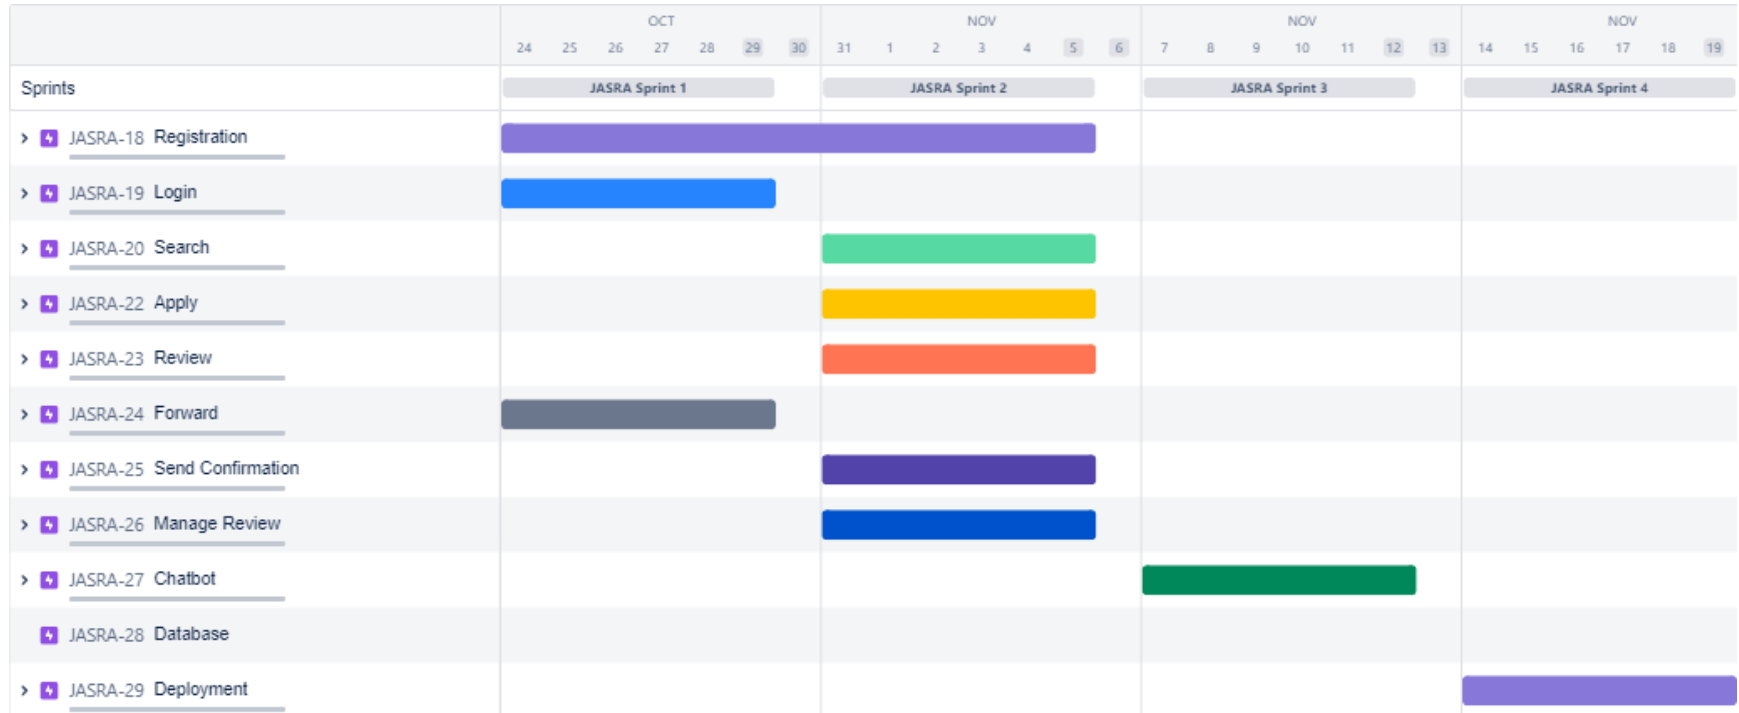 OCT NOV NOV NOV
24 25 26 27 28 29 30 31 1 2 3 4 5 6 7 8 9 10 11 12 13 14 15 16 17 18 19
Sprints JASRA Sprint 1 JASRA Sprint 2 JASRA Sprint 3 JASRA Sprint 4
JASRA-18 Registration
JASRA-19 Login
JASRA-20 Search
JASRA-22 Apply
JASRA-23 Review
JASRA-24 Forward
JASRA-25 Send Confirmation
JASRA-26 Manage Review
JASRA-27 Chatbot
JASRA-28 Database
JASRA-29 Deployment